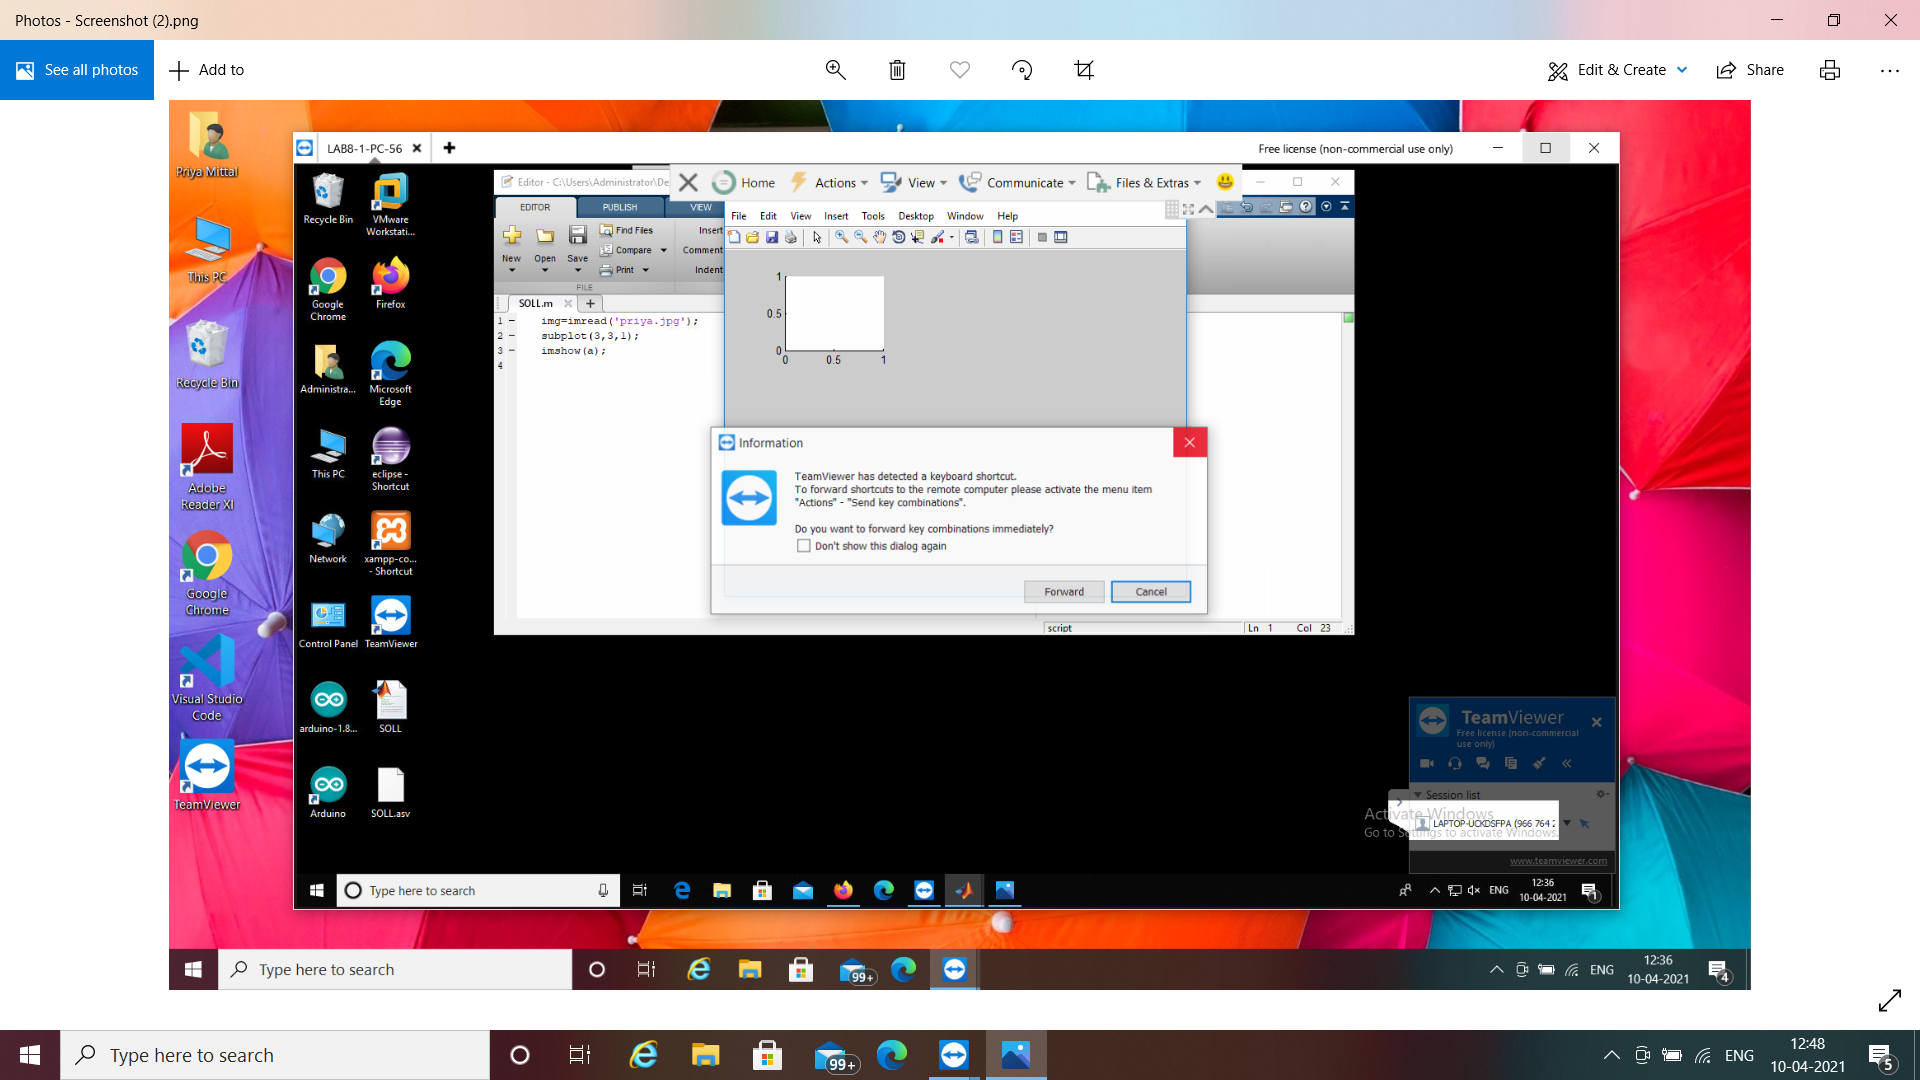 Photos - Screenshot (2).png
See all photos
Add to
Edit & Create
Share
Priya Mittal
This PC
Recycle Bin
Adobe
Reader XI
Google
Chrome
Visual Studio
Code
TeamViewer
LAB8-1-PC-56
Free license (non-commercial use only)
Recycle Bin
VMware
Workstati...
Google
Chrome
Firefox
Administra...
Microsoft
Edge
This PC
eclipse -
Shortcut
Network
xampp-co...
- Shortcut
Control Panel
TeamViewer
arduino-1.8...
SOLL
Arduino
SOLL.asv
Editor - C:\Users\Administrator\De
Home
Actions
View
Communicate
Files & Extras
EDITOR
PUBLISH
VIEW
New
Open
Save
Find Files
Compare
Print
Insert
Comment
Indent
FILE
File Edit View Insert Tools Desktop Window Help
SOLL.m
1 img=imread('priya.jpg');
2 subplot(3,3,1);
3 imshow(a);
4
1
0.5
0
0 0.5 1
Information
TeamViewer has detected a keyboard shortcut.
To forward shortcuts to the remote computer please activate the menu item
"Actions" - "Send key combinations".
Do you want to forward key combinations immediately?
Don't show this dialog again
Forward
Cancel
script
Ln 1 Col 23
TeamViewer
Free license (non-commercial
use only)
Session list
Activate Windows
Go to Settings to activate Windows.
LAPTOP-UCKDSFPA (966 764 2
www.teamviewer.com
Type here to search
ENG
12:36
10-04-2021
1
Type here to search
99+
ENG
12:36
10-04-2021
4
Type here to search
99+
ENG
12:48
10-04-2021
5